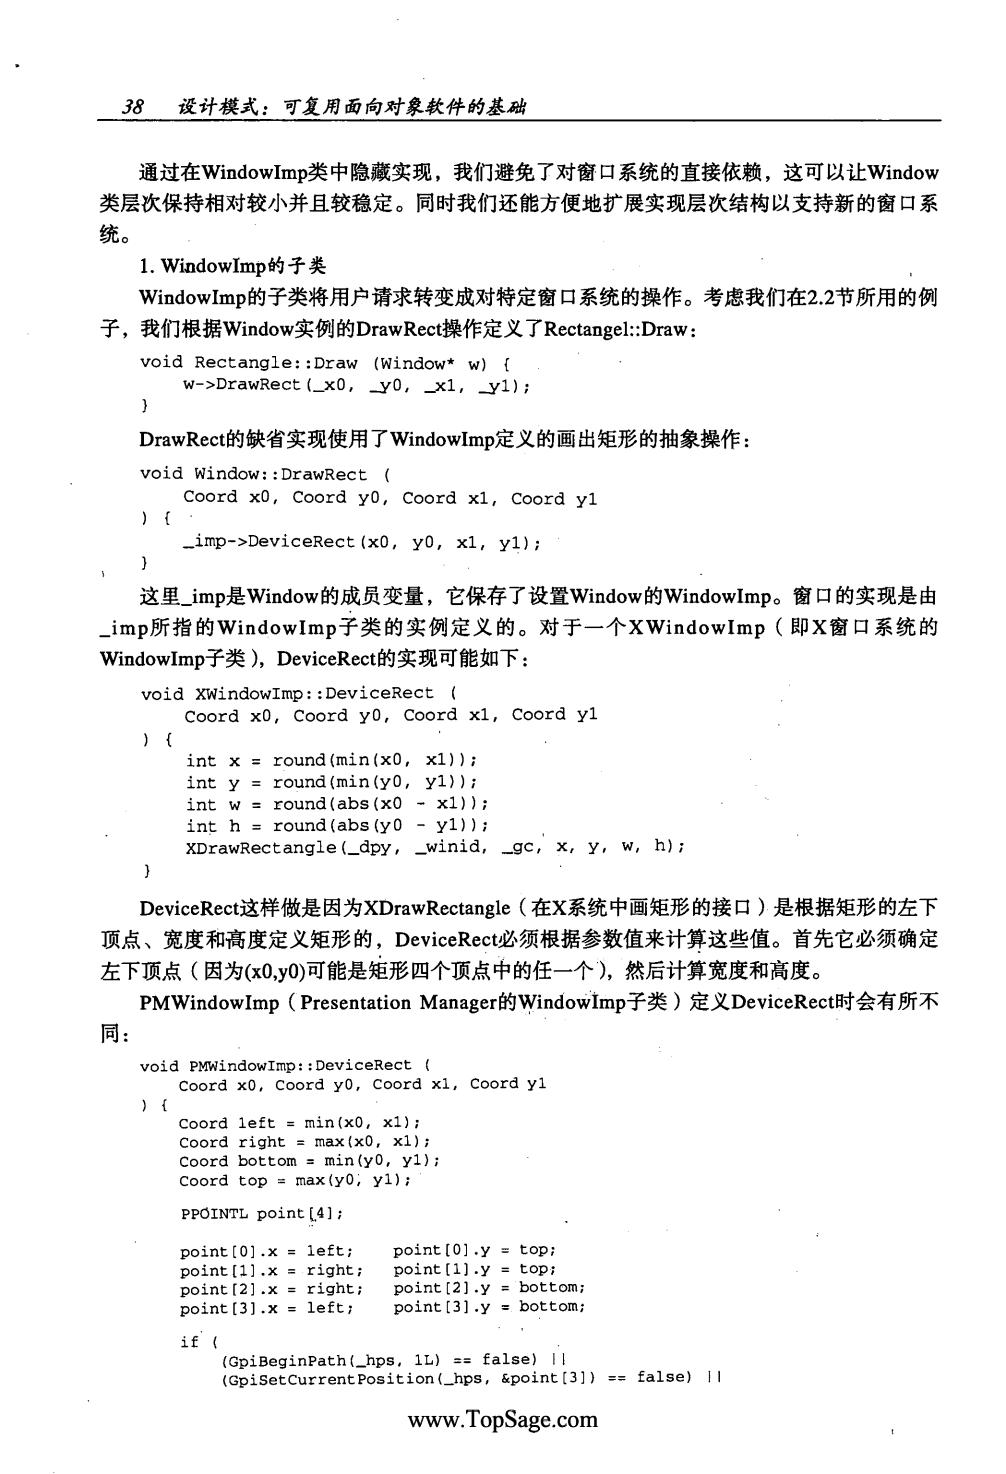 38 设计模式：可复用面向对象软件的基础
通过在WindowImp类中隐藏实现，我们避免了对窗口系统的直接依赖，这可以让Window
类层次保持相对较小并且较稳定。同时我们还能方便地扩展实现层次结构以支持新的窗口系
统。
1. WindowImp的子类
WindowImp的子类将用户请求转变成对特定窗口系统的操作。考虑我们在2.2节所用的例
子，我们根据Window实例的DrawRect操作定义了Rectangel::Draw：
void Rectangle::Draw (Window* w) {
    w->DrawRect(_x0, _y0, _x1, _y1);
}
DrawRect的缺省实现使用了WindowImp定义的画出矩形的抽象操作：
void Window::DrawRect (
    Coord x0, Coord y0, Coord x1, Coord y1
) {
    _imp->DeviceRect(x0, y0, x1, y1);
}
这里_imp是Window的成员变量，它保存了设置Window的WindowImp。窗口的实现是由
_imp所指的WindowImp子类的实例定义的。对于一个XWindowImp（即X窗口系统的
WindowImp子类），DeviceRect的实现可能如下：
void XWindowImp::DeviceRect (
    Coord x0, Coord y0, Coord x1, Coord y1
) {
    int x = round(min(x0, x1));
    int y = round(min(y0, y1));
    int w = round(abs(x0 - x1));
    int h = round(abs(y0 - y1));
    XDrawRectangle(_dpy, _winid, _gc, x, y, w, h);
}
DeviceRect这样做是因为XDrawRectangle（在X系统中画矩形的接口）是根据矩形的左下
顶点、宽度和高度定义矩形的，DeviceRect必须根据参数值来计算这些值。首先它必须确定
左下顶点（因为(x0,y0)可能是矩形四个顶点中的任一个），然后计算宽度和高度。
PMWindowImp（Presentation Manager的WindowImp子类）定义DeviceRect时会有所不
同：
void PMWindowImp::DeviceRect (
    Coord x0, Coord y0, Coord x1, Coord y1
) {
    Coord left = min(x0, x1);
    Coord right = max(x0, x1);
    Coord bottom = min(y0, y1);
    Coord top = max(y0, y1);
    PPOINTL point[4];
    point[0].x = left;    point[0].y = top;
    point[1].x = right;   point[1].y = top;
    point[2].x = right;   point[2].y = bottom;
    point[3].x = left;    point[3].y = bottom;
    if (
        (GpiBeginPath(_hps, 1L) == false) ||
        (GpiSetCurrentPosition(_hps, &point[3]) == false) ||
www.TopSage.com